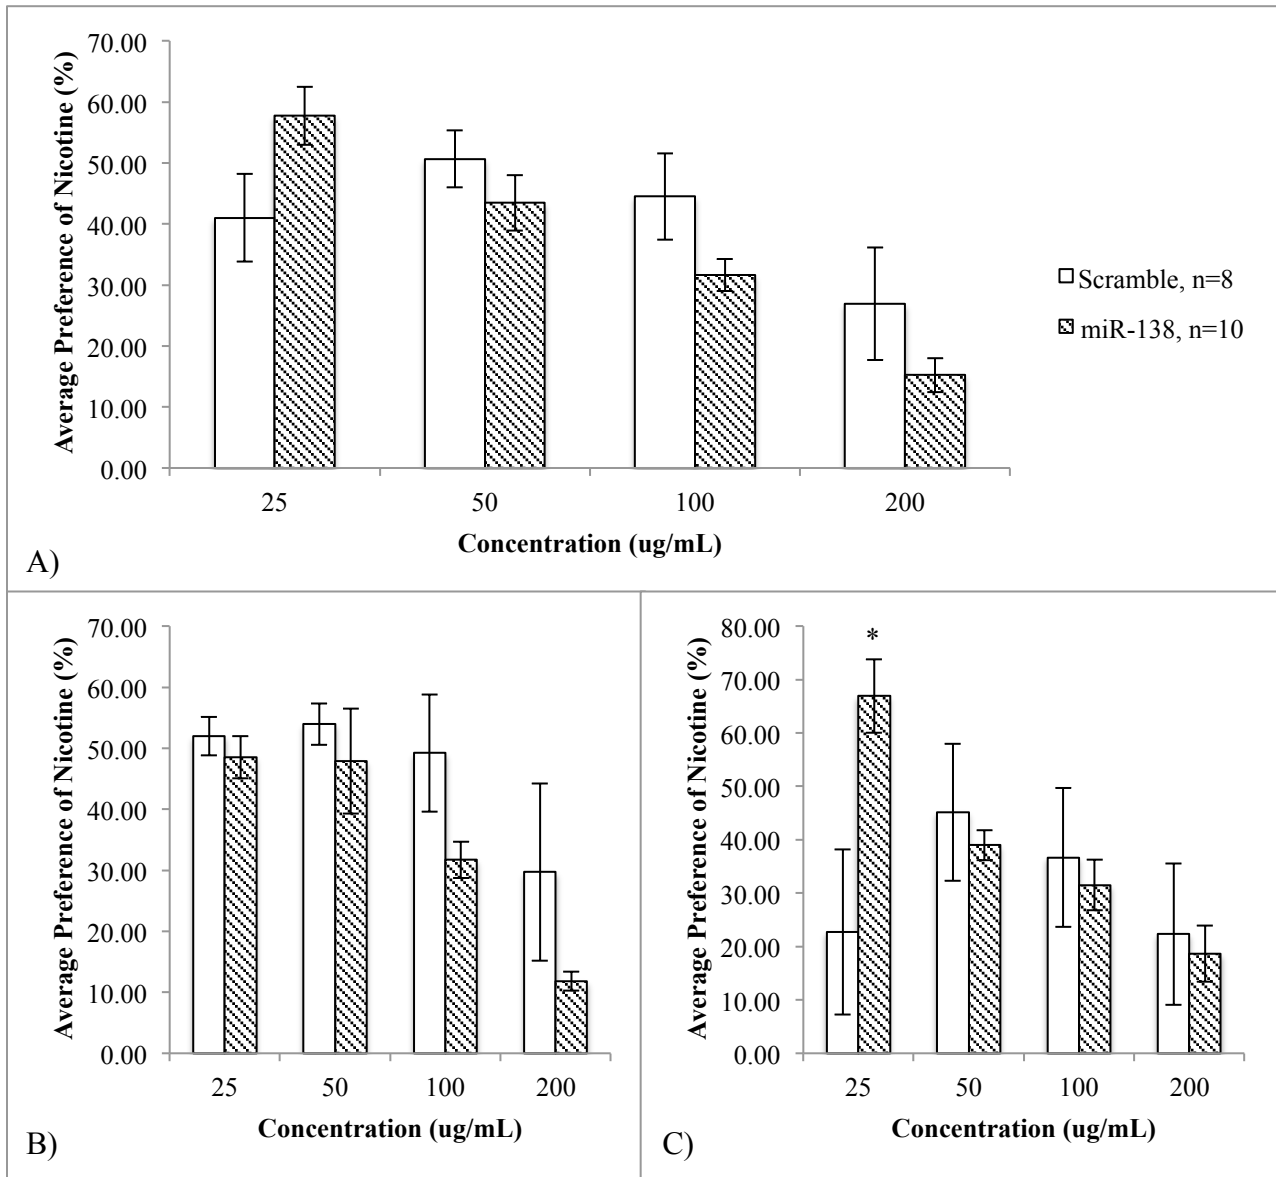 Average Preference of Nicotine (%)
70.00
60.00
50.00
40.00
30.00
20.00
10.00
0.00
25 50 100 200
Concentration (ug/mL)
Scramble, n=8
miR-138, n=10
A)
Average Preference of Nicotine (%)
70.00
60.00
50.00
40.00
30.00
20.00
10.00
0.00
25 50 100 200
Concentration (ug/mL)
B)
Average Preference of Nicotine (%)
80.00
70.00
60.00
50.00
40.00
30.00
20.00
10.00
0.00
*
25 50 100 200
Concentration (ug/mL)
C)